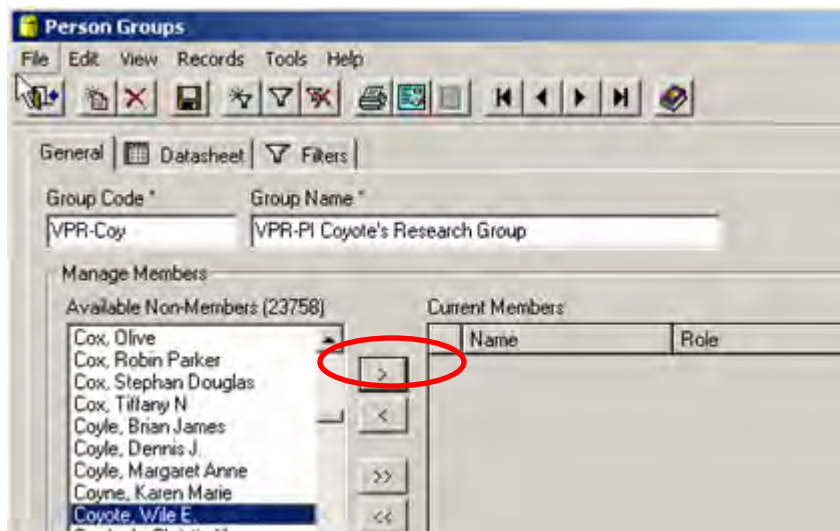 Person Groups
File Edit View Records Tools Help
General Datasheet Filters
Group Code * Group Name *
VPR-Coy VPR-PI Coyote's Research Group
Manage Members
Available Non-Members (23758) Current Members
Name Role
Cox, Olive
Cox, Robin Parker
Cox, Stephan Douglas
Cox, Tiffany N
Coyle, Brian James
Coyle, Dennis J.
Coyle, Margaret Anne
Coyne, Karen Marie
Coyote, Wile E.
>
<
>>
<<